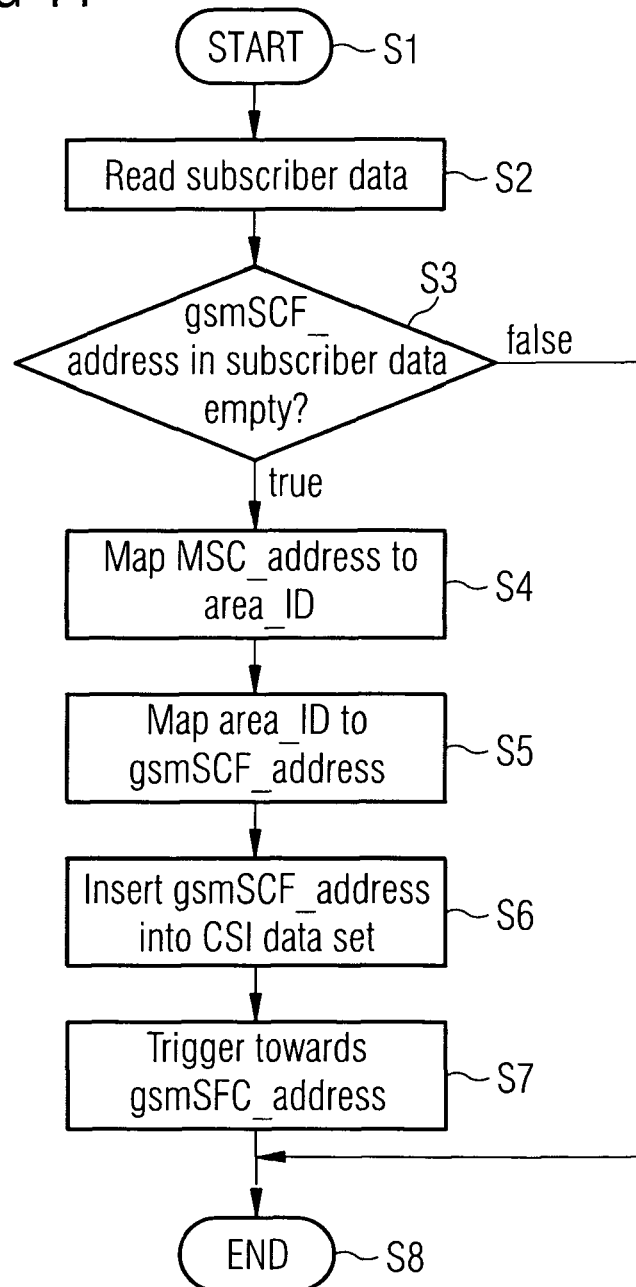 START
S1
Read subscriber data
S2
S3
gsmSCF_
address in subscriber data
empty?
false
true
Map MSC_address to
area_ID
S4
Map area_ID to
gsmSCF_address
S5
Insert gsmSCF_address
into CSI data set
S6
Trigger towards
gsmSFC_address
S7
END
S8